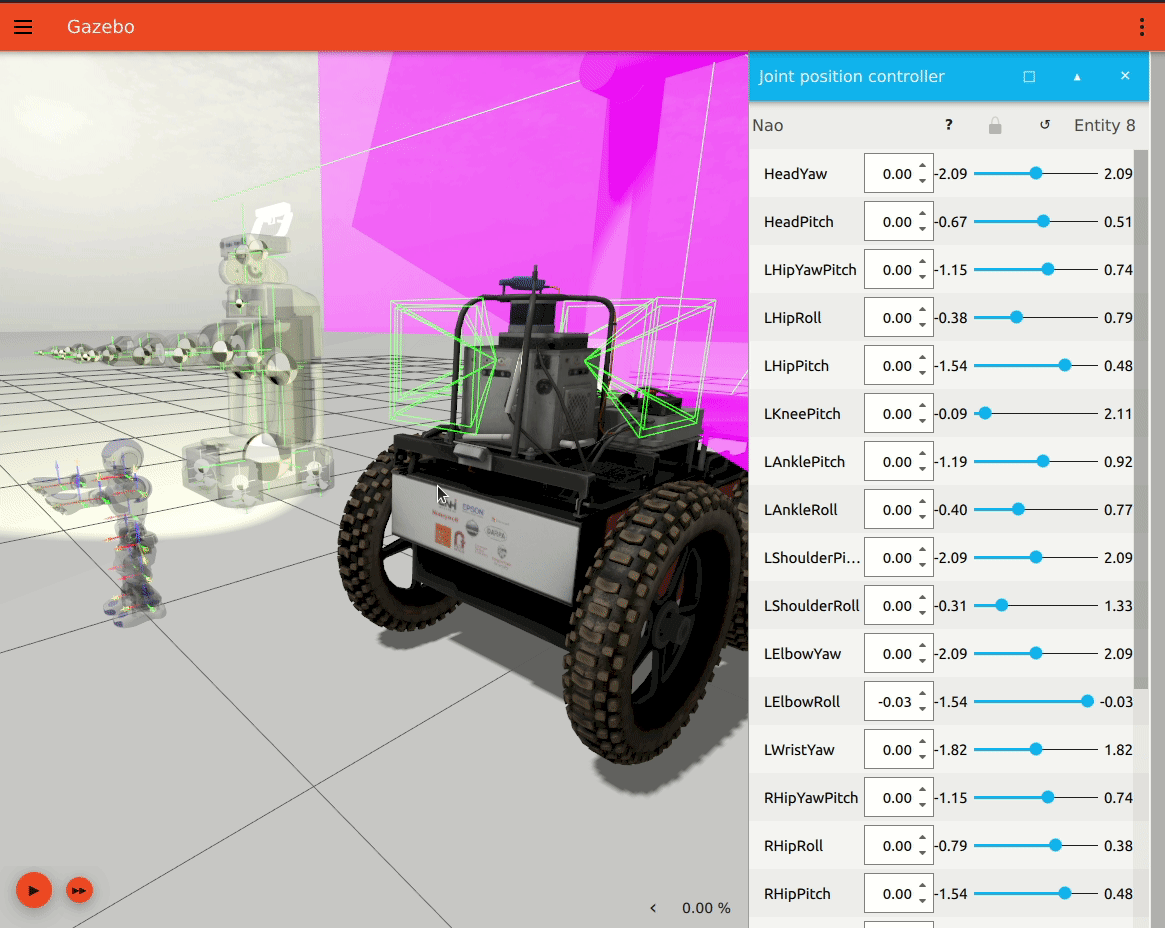 Gazebo
Joint position controller
Nao ? Entity 8
HeadYaw 0.00 -2.09 2.09
HeadPitch 0.00 -0.67 0.51
LHipYawPitch 0.00 -1.15 0.74
LHipRoll 0.00 -0.38 0.79
LHipPitch 0.00 -1.54 0.48
LKneePitch 0.00 -0.09 2.11
LAnklePitch 0.00 -1.19 0.92
LAnkleRoll 0.00 -0.40 0.77
LShoulderPi... 0.00 -2.09 2.09
LShoulderRoll 0.00 -0.31 1.33
LElbowYaw 0.00 -2.09 2.09
LElbowRoll -0.03 -1.54 -0.03
LWristYaw 0.00 -1.82 1.82
RHipYawPitch 0.00 -1.15 0.74
RHipRoll 0.00 -0.79 0.38
RHipPitch 0.00 -1.54 0.48
EPSON
DARPA
0.00 %